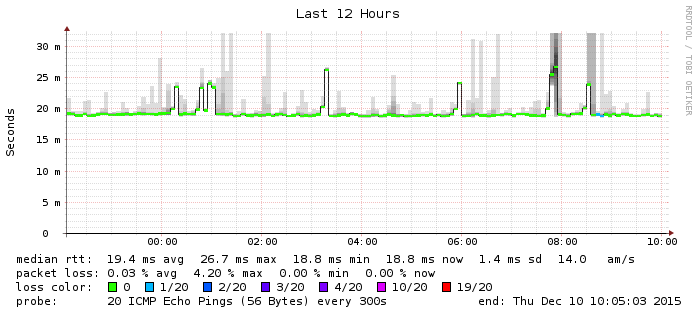 Last 12 Hours
RRDTOOL / TOBI OETIKER
Seconds
30 m
25 m
20 m
15 m
10 m
5 m
0
00:00 02:00 04:00 06:00 08:00 10:00
median rtt: 19.4 ms avg 26.7 ms max 18.8 ms min 18.8 ms now 1.4 ms sd 14.0 am/s
packet loss: 0.03 % avg 4.20 % max 0.00 % min 0.00 % now
loss color: 0 1/20 2/20 3/20 4/20 10/20 19/20
probe: 20 ICMP Echo Pings (56 Bytes) every 300s end: Thu Dec 10 10:05:03 2015